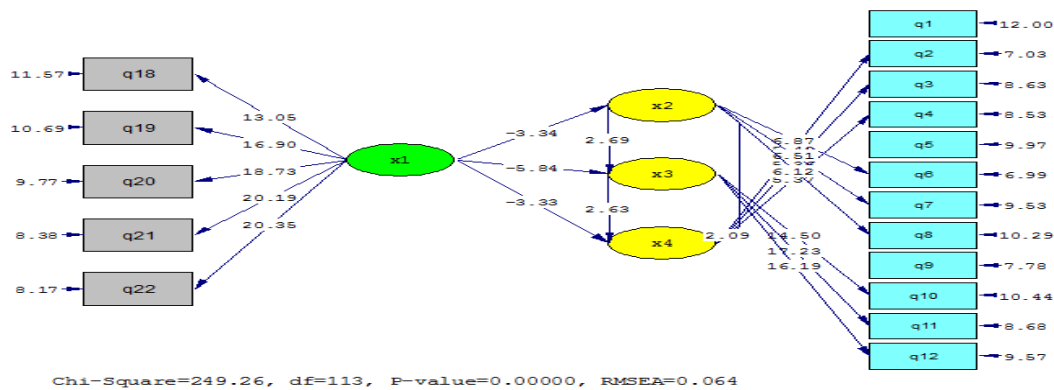 q1 12.00
11.57 q18 q2 7.03
q3 8.63
13.05 x2 q4 8.53
10.69 q19 -3.34 6.87
16.90 2.69 q5 9.97
x1 -5.84 x3 6.12 q6 6.99
9.77 q20 18.73 q7 9.53
20.19 -3.33 2.63
8.38 q21 20.35 x4 2.09 14.50 q8 10.29
17.23 q9 7.78
8.17 q22 16.19 q10 10.44
q11 8.68
q12 9.57
Chi-Square=249.26, df=113, P-value=0.00000, RMSEA=0.064